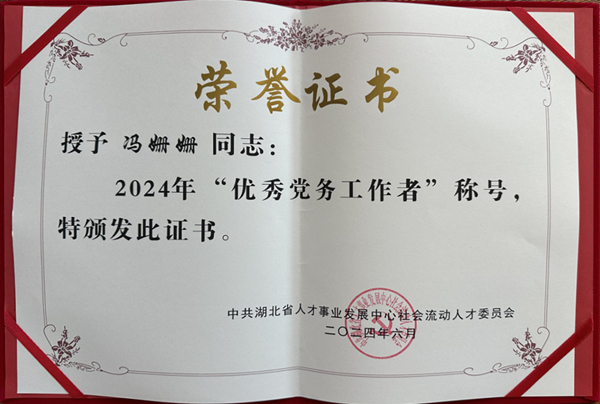 荣誉证书
授予 冯姗姗 同志：
2024年“优秀党务工作者”称号，
特颁发此证书。
中共湖北省人才事业发展中心社会流动人才委员会
二〇二四年六月